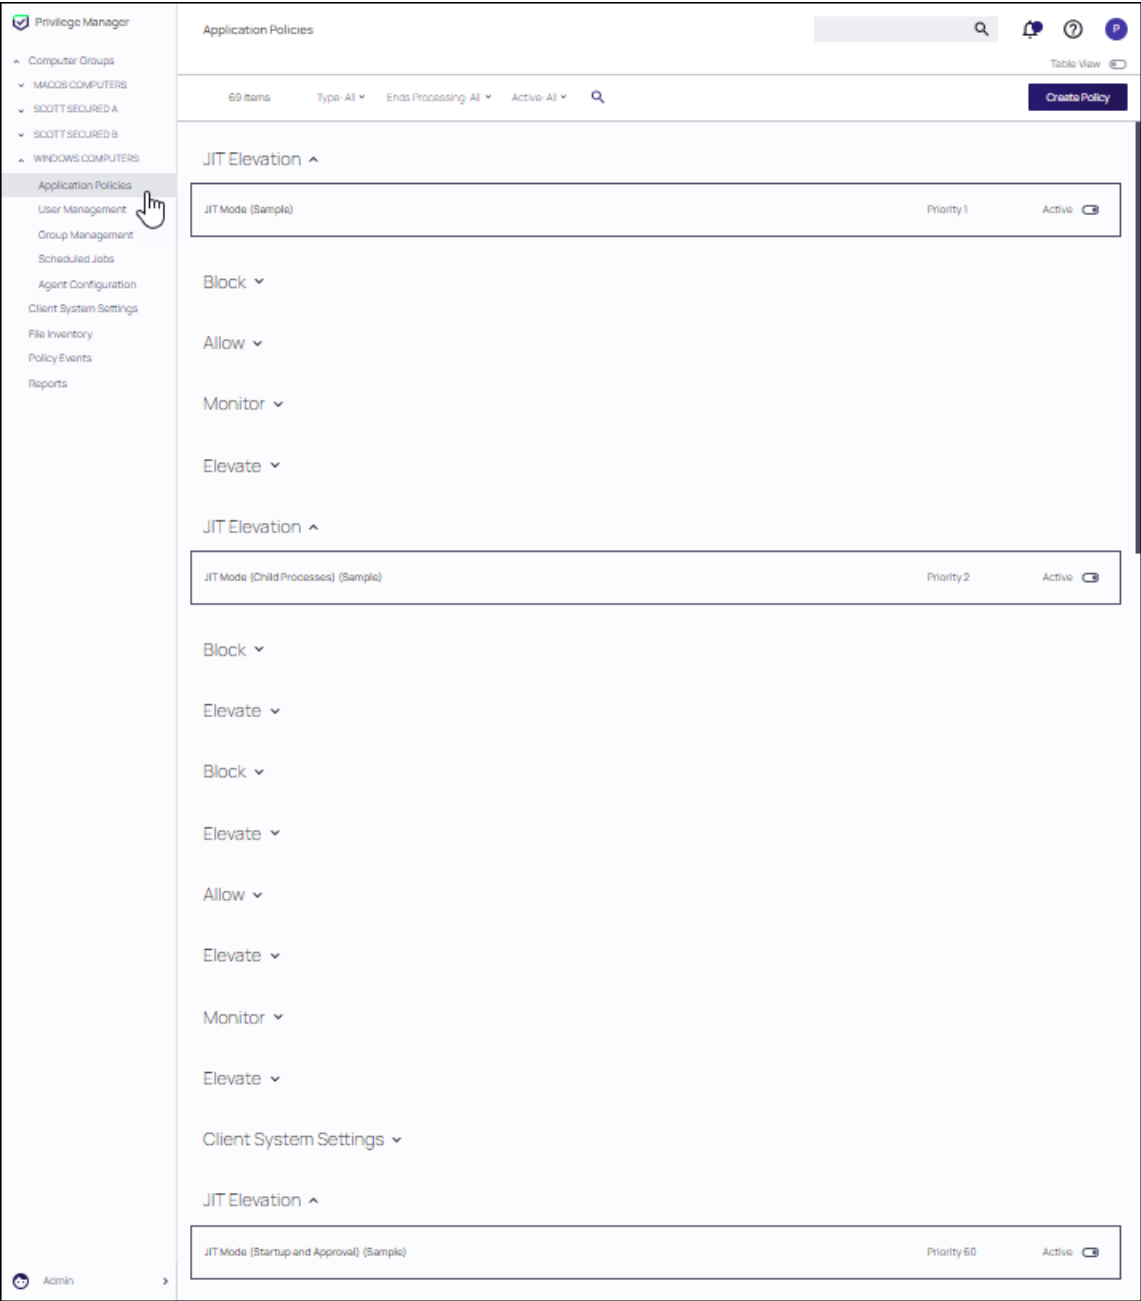 Privilege Manager
Computer Groups
MACOS COMPUTERS
SCOTT SECURED A
SCOTT SECURED B
WINDOWS COMPUTERS
Application Policies
User Management
Group Management
Scheduled Jobs
Agent Configuration
Client System Settings
File Inventory
Policy Events
Reports
Admin
Application Policies
P
Table View
69 Items Type: All Ends Processing: All Active: All
Create Policy
JIT Elevation
JIT Mode (Sample) Priority 1 Active
Block
Allow
Monitor
Elevate
JIT Elevation
JIT Mode (Child Processes) (Sample) Priority 2 Active
Block
Elevate
Block
Elevate
Allow
Elevate
Monitor
Elevate
Client System Settings
JIT Elevation
JIT Mode (Startup and Approval) (Sample) Priority 60 Active